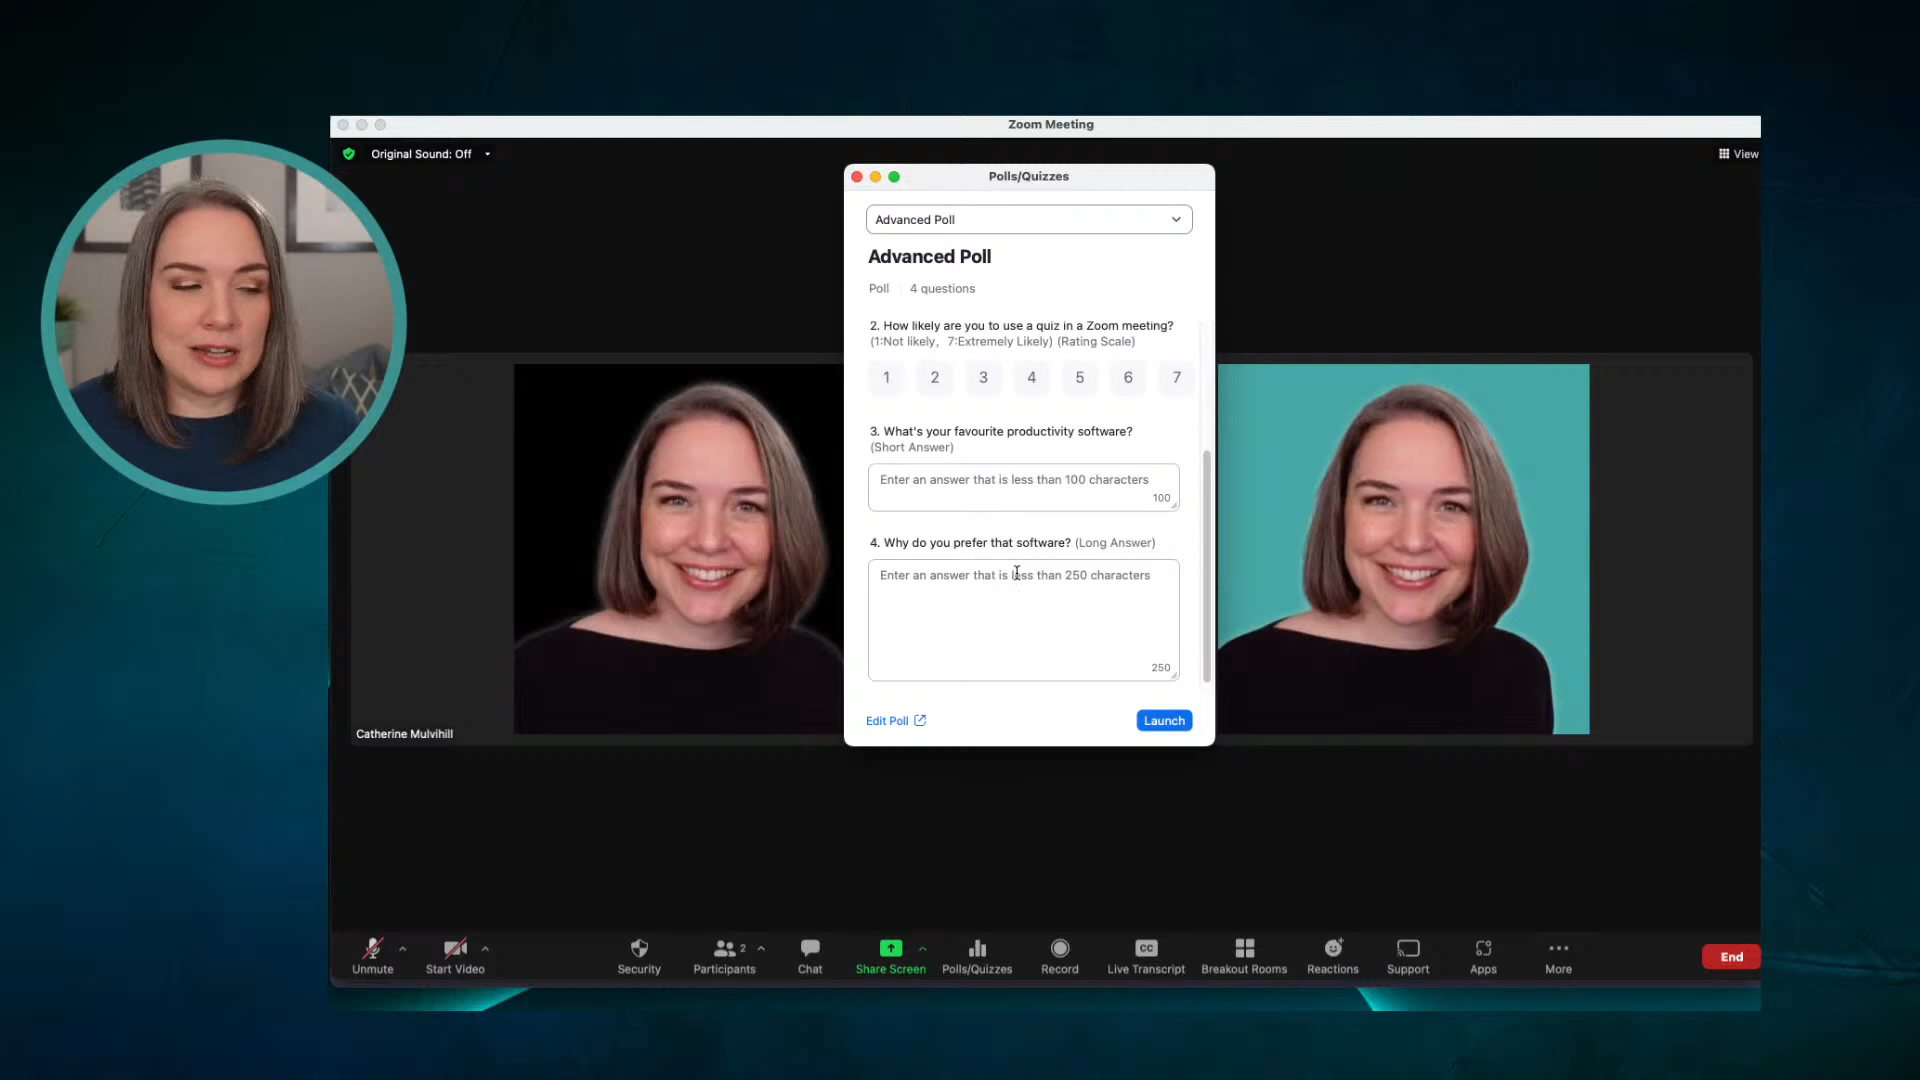 Zoom Meeting
Original Sound: Off
View
Polls/Quizzes
Advanced Poll
Advanced Poll
Poll 4 questions
2. How likely are you to use a quiz in a Zoom meeting?
(1:Not likely, 7:Extremely Likely) (Rating Scale)
1 2 3 4 5 6 7
3. What's your favourite productivity software?
(Short Answer)
Enter an answer that is less than 100 characters
100
4. Why do you prefer that software? (Long Answer)
Enter an answer that is less than 250 characters
250
Edit Poll
Launch
Catherine Mulvihill
2
CC
Unmute
Start Video
Security
Participants
Chat
Share Screen
Polls/Quizzes
Record
Live Transcript
Breakout Rooms
Reactions
Support
Apps
More
End